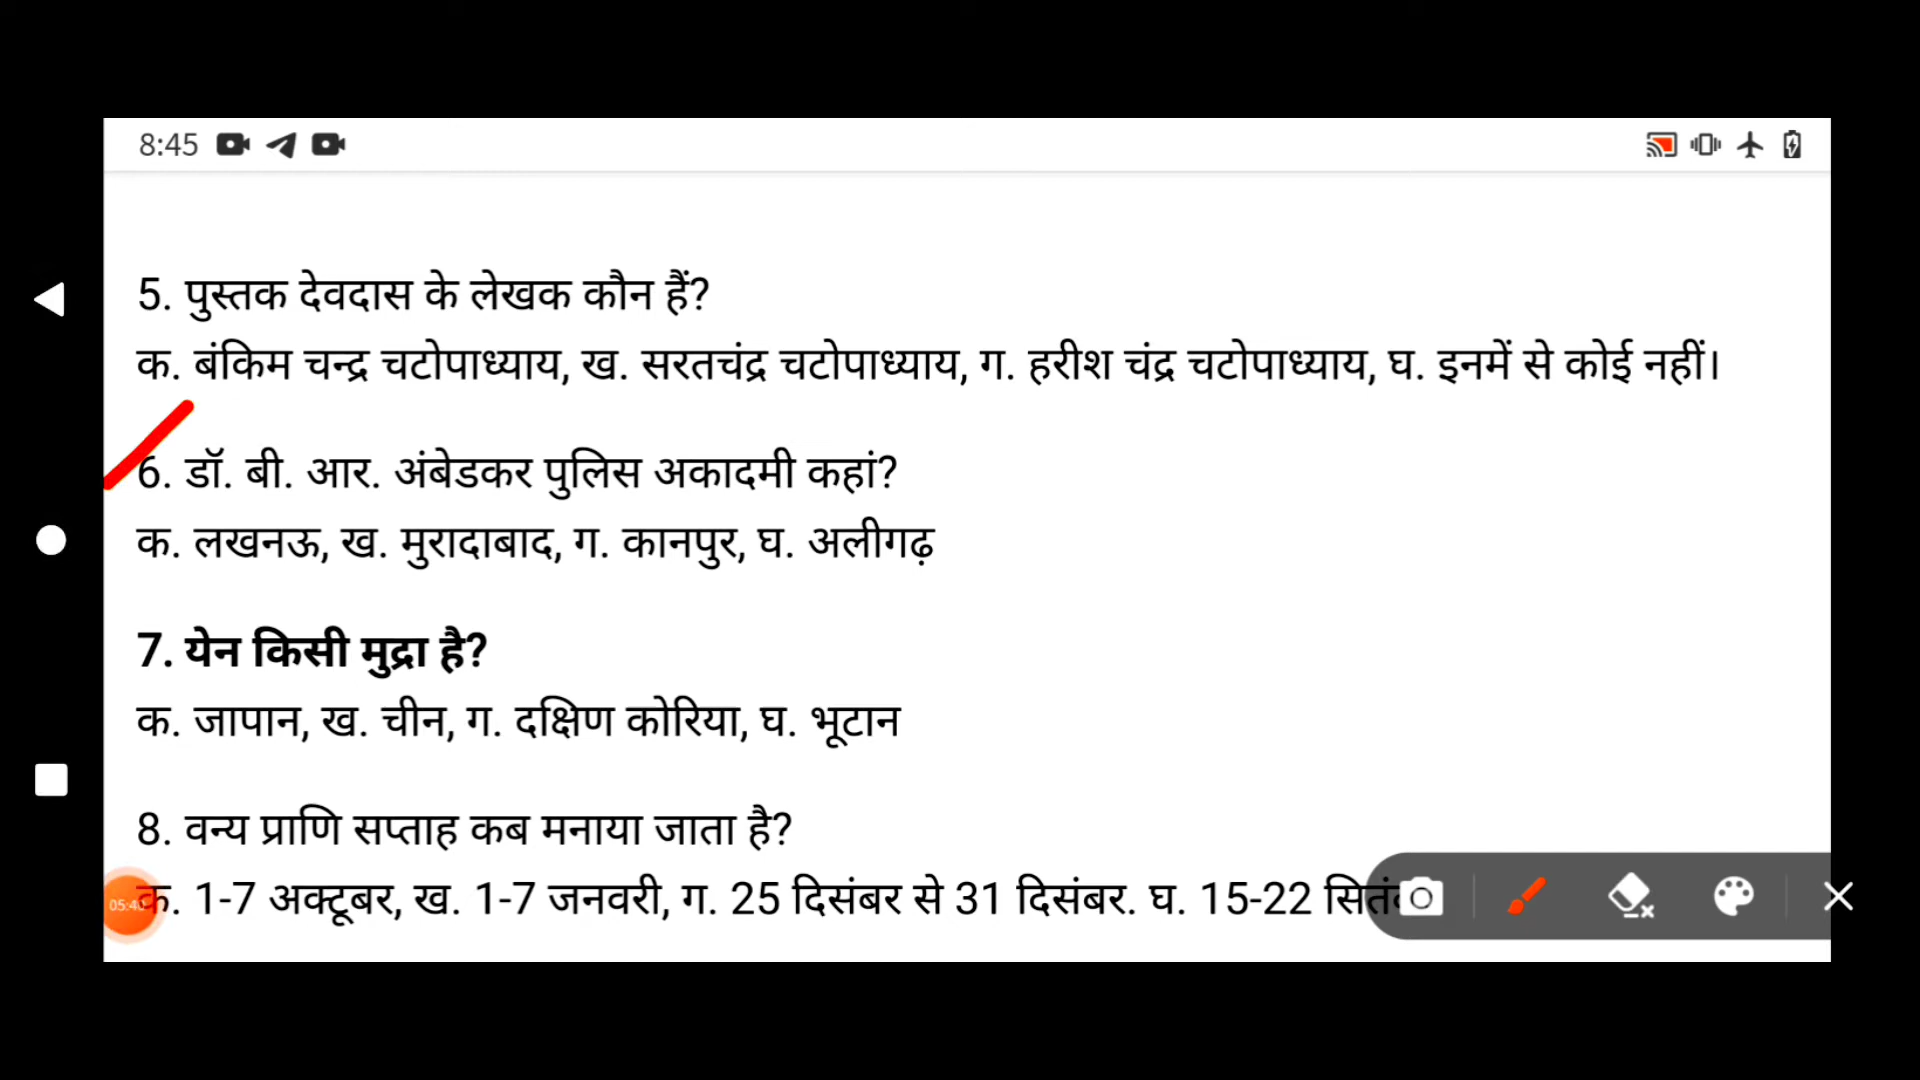 8:45
5. पुस्तक देवदास के लेखक कौन हैं?
क. बंकिम चन्द्र चटोपाध्याय, ख. सरतचंद्र चटोपाध्याय, ग. हरीश चंद्र चटोपाध्याय, घ. इनमें से कोई नहीं।
6. डॉ. बी. आर. अंबेडकर पुलिस अकादमी कहां?
क. लखनऊ, ख. मुरादाबाद, ग. कानपुर, घ. अलीगढ़
7. येन किसी मुद्रा है?
क. जापान, ख. चीन, ग. दक्षिण कोरिया, घ. भूटान
8. वन्य प्राणि सप्ताह कब मनाया जाता है?
क. 1-7 अक्टूबर, ख. 1-7 जनवरी, ग. 25 दिसंबर से 31 दिसंबर. घ. 15-22